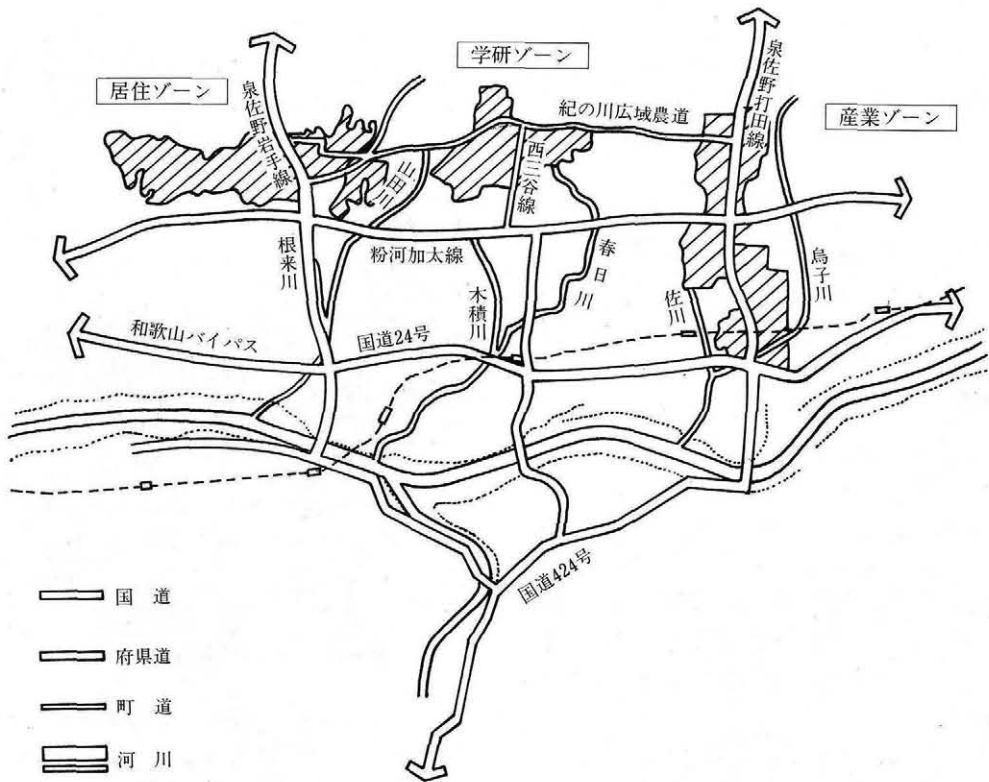 学研ゾーン
居住ゾーン
産業ゾーン
泉佐野岩手線
泉佐野打田線
紀の川広域農道
山田川
西三谷線
根来川
粉河加太線
木積川
春日川
佐川
烏子川
和歌山バイパス
国道24号
国道424号
国道
府県道
町道
河川